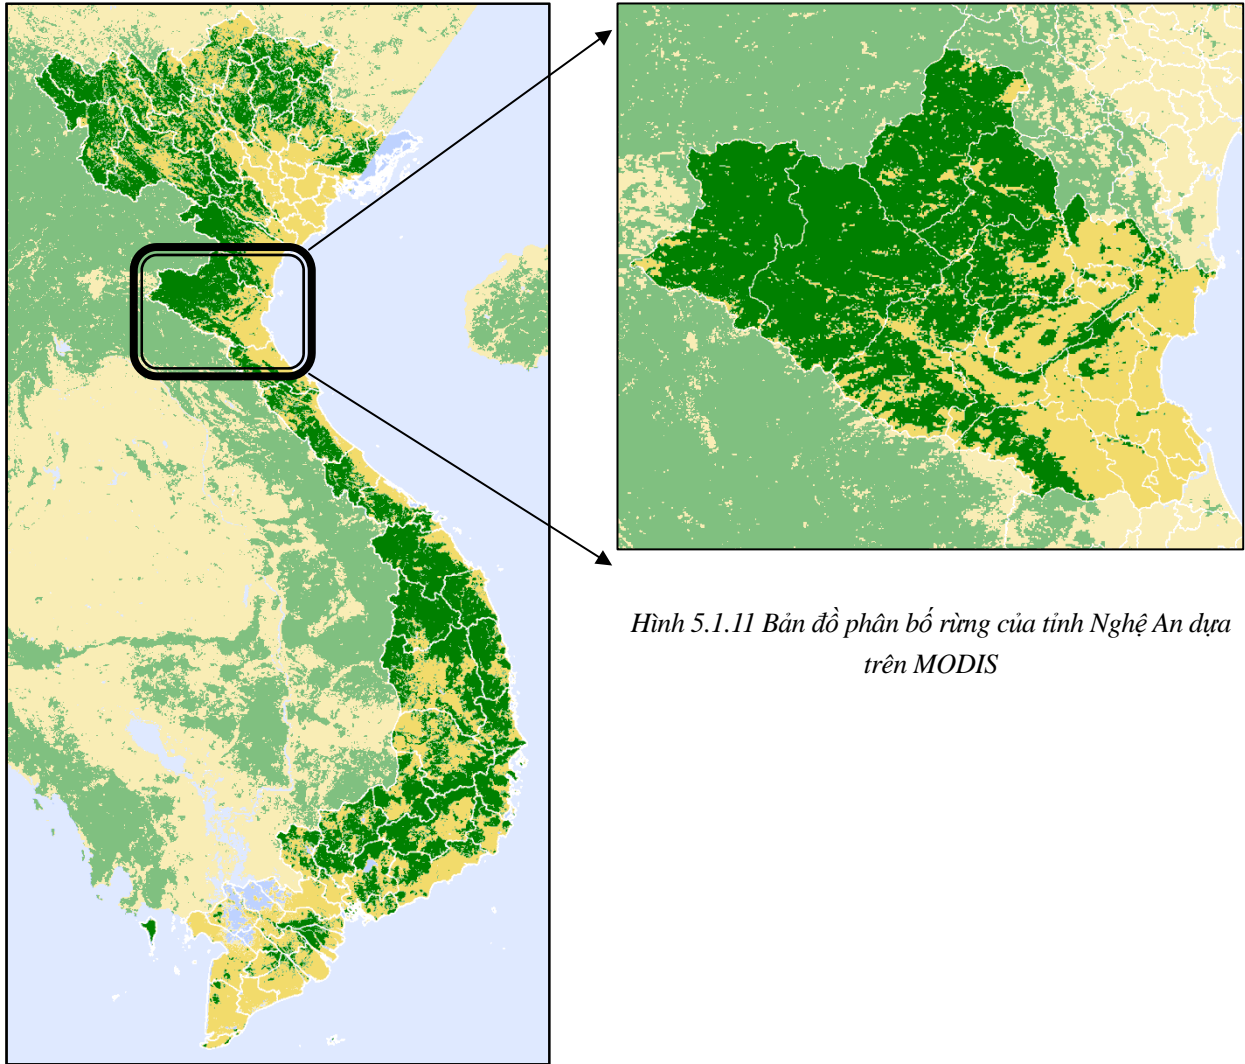 Hình 5.1.11 Bản đồ phân bố rừng của tỉnh Nghệ An dựa
trên MODIS